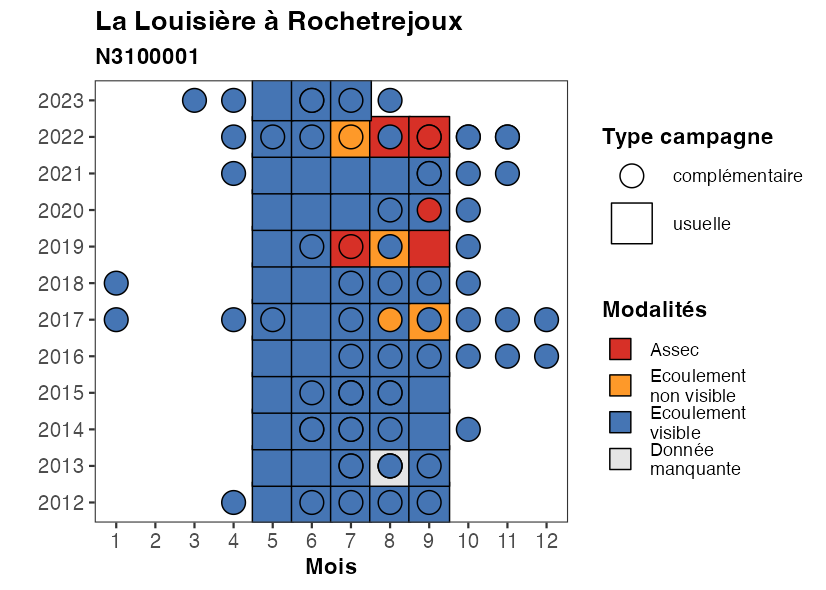 La Louisière à Rochetrejoux
N3100001
2023
2022
2021
2020
2019
2018
2017
2016
2015
2014
2013
2012
1 2 3 4 5 6 7 8 9 10 11 12
Mois
Type campagne
complémentaire
usuelle
Modalités
Assec
Ecoulement
non visible
Ecoulement
visible
Donnée
manquante